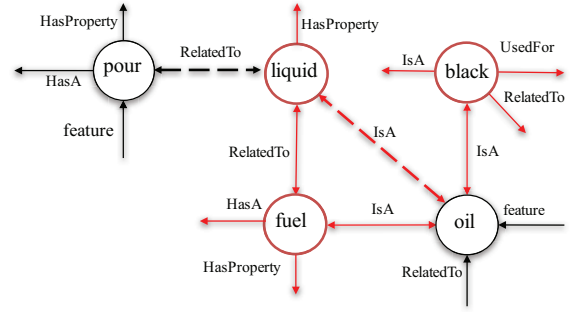 HasProperty
HasProperty
RelatedTo
UsedFor
IsA
pour
liquid
black
HasA
RelatedTo
feature
IsA
RelatedTo
IsA
HasA
IsA
feature
fuel
oil
HasProperty
RelatedTo